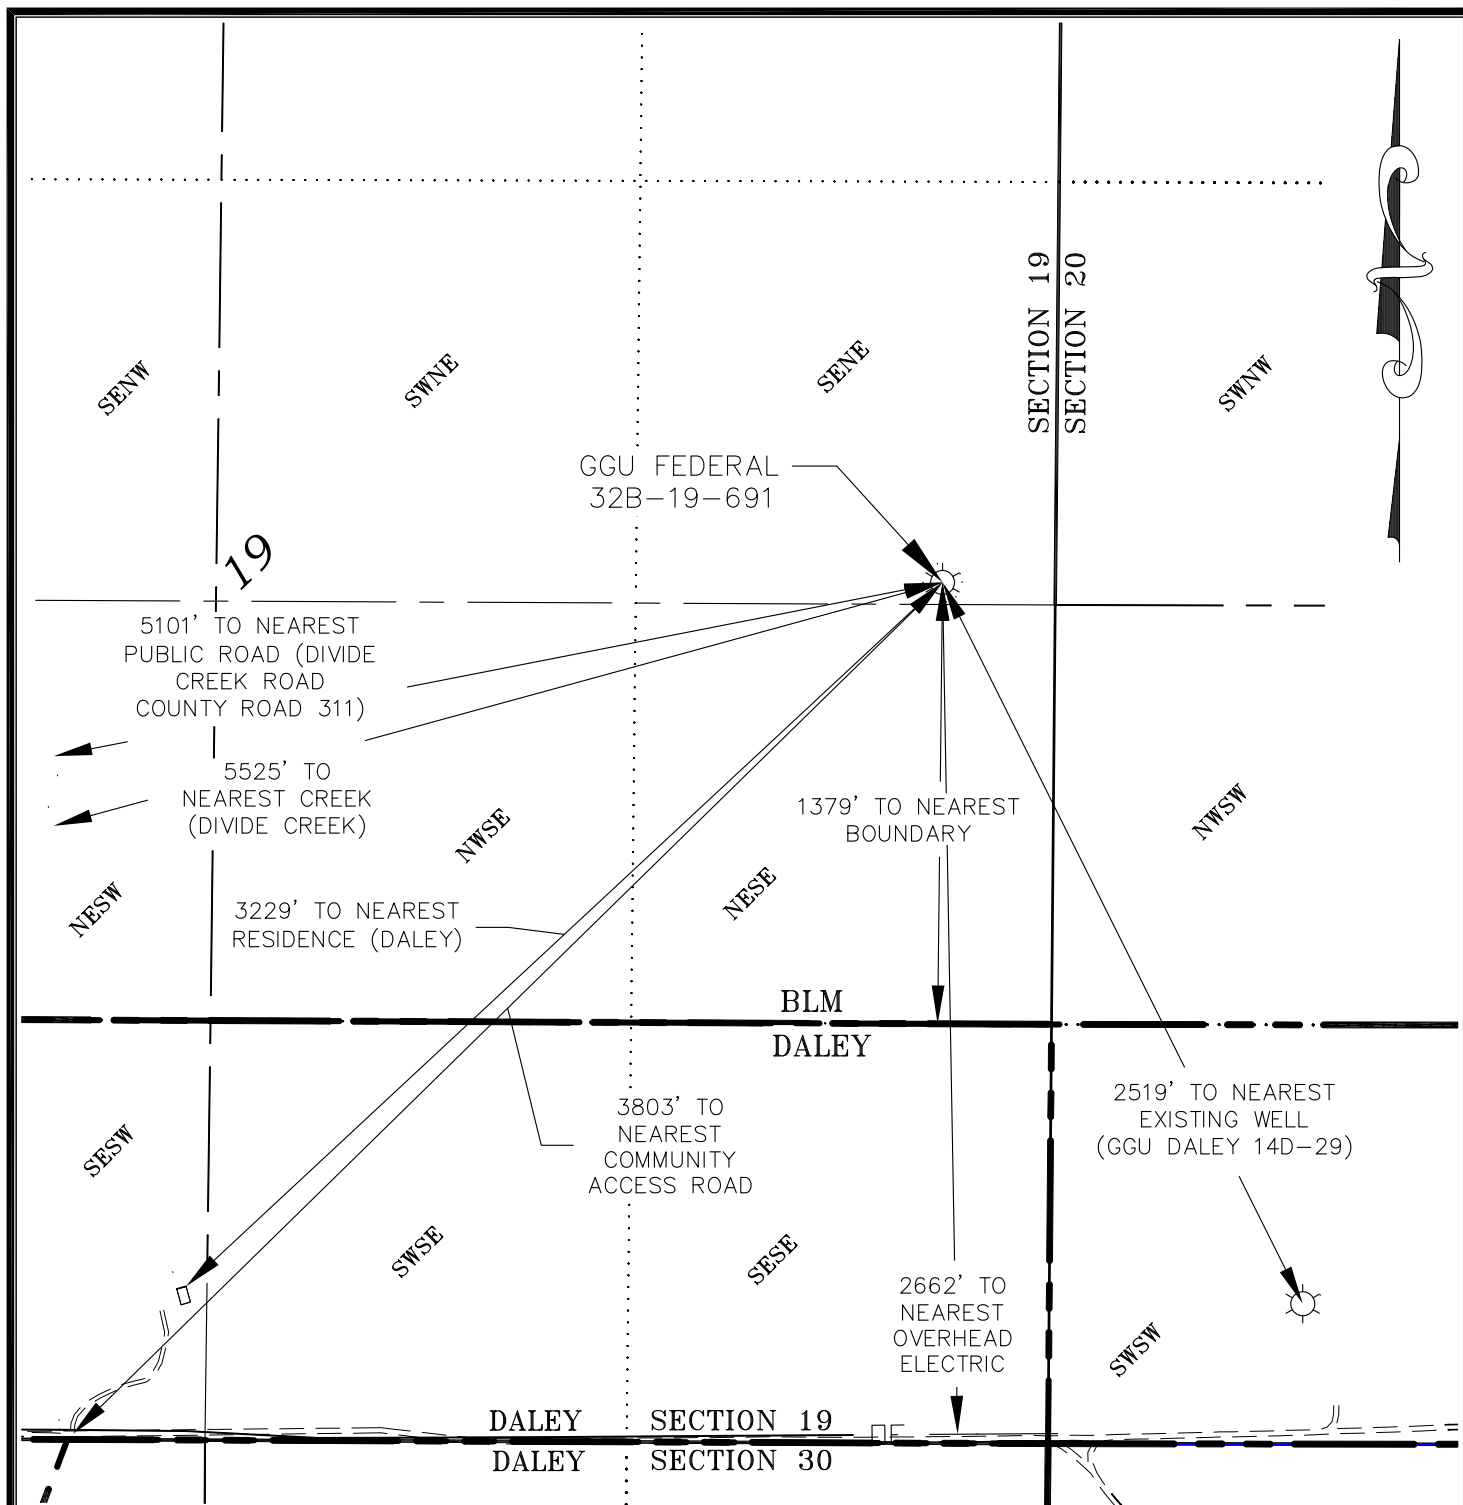 SECTION 19
SECTION 20
SENW
SWNE
SENE
SWNW
GGU FEDERAL
32B-19-691
19
5101' TO NEAREST
PUBLIC ROAD (DIVIDE
CREEK ROAD
COUNTY ROAD 311)
5525' TO
NEAREST CREEK
(DIVIDE CREEK)
1379' TO NEAREST
BOUNDARY
NWSW
NWSE
NESE
NESW
3229' TO NEAREST
RESIDENCE (DALEY)
BLM
DALEY
3803' TO
NEAREST
COMMUNITY
ACCESS ROAD
2519' TO NEAREST
EXISTING WELL
(GGU DALEY 14D-29)
SESW
SWSE
SESE
2662' TO
NEAREST
OVERHEAD
ELECTRIC
SWSW
DALEY SECTION 19
DALEY SECTION 30